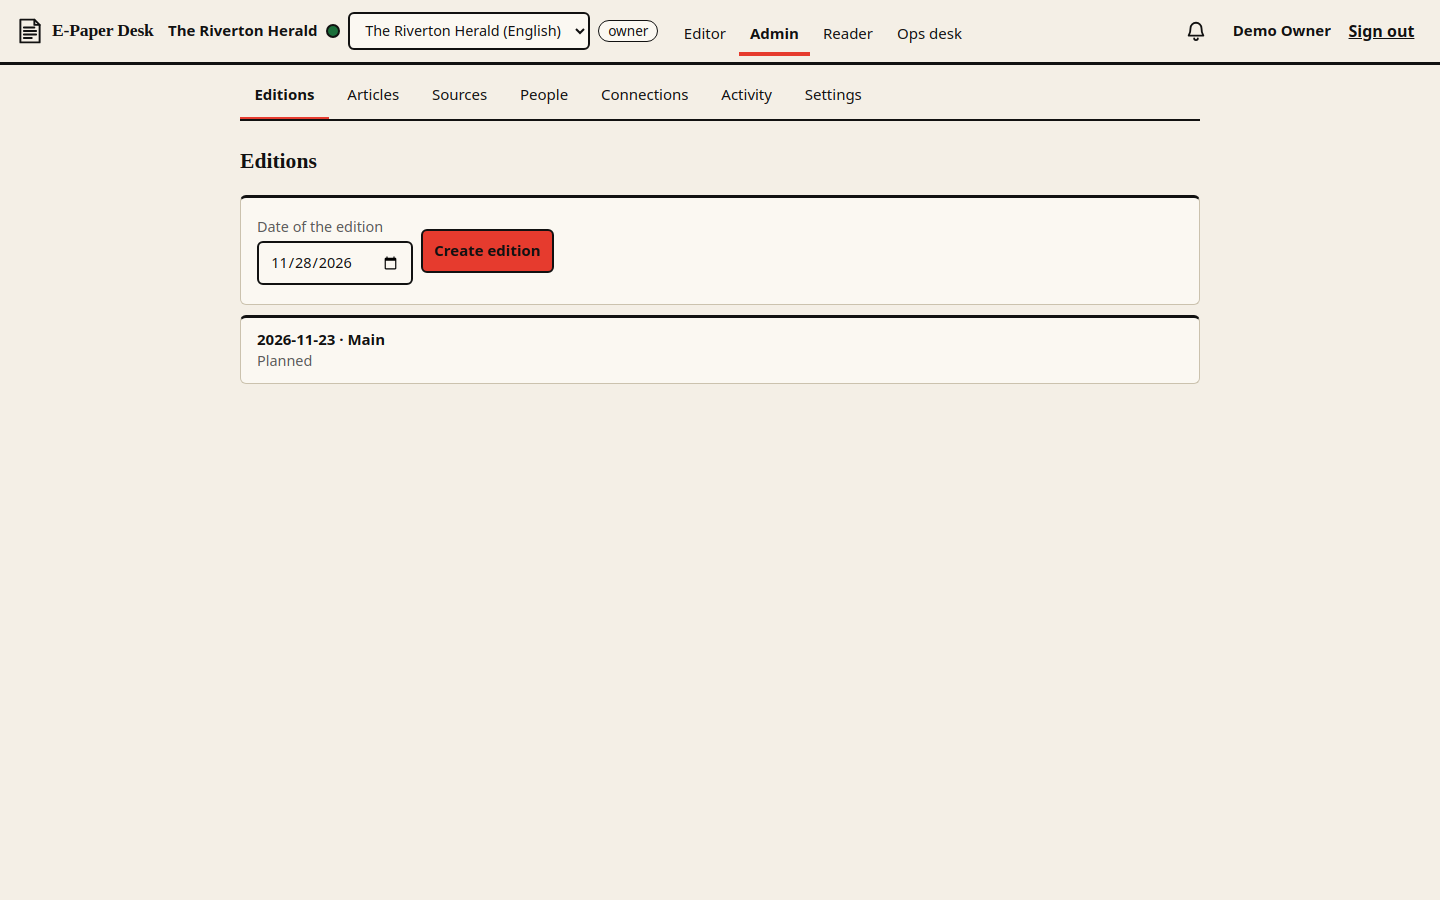 E-Paper Desk The Riverton Herald The Riverton Herald (English) owner Editor Admin Reader Ops desk Demo Owner Sign out
Editions Articles Sources People Connections Activity Settings
Editions
Date of the edition
11/28/2026 Create edition
2026-11-23 · Main
Planned